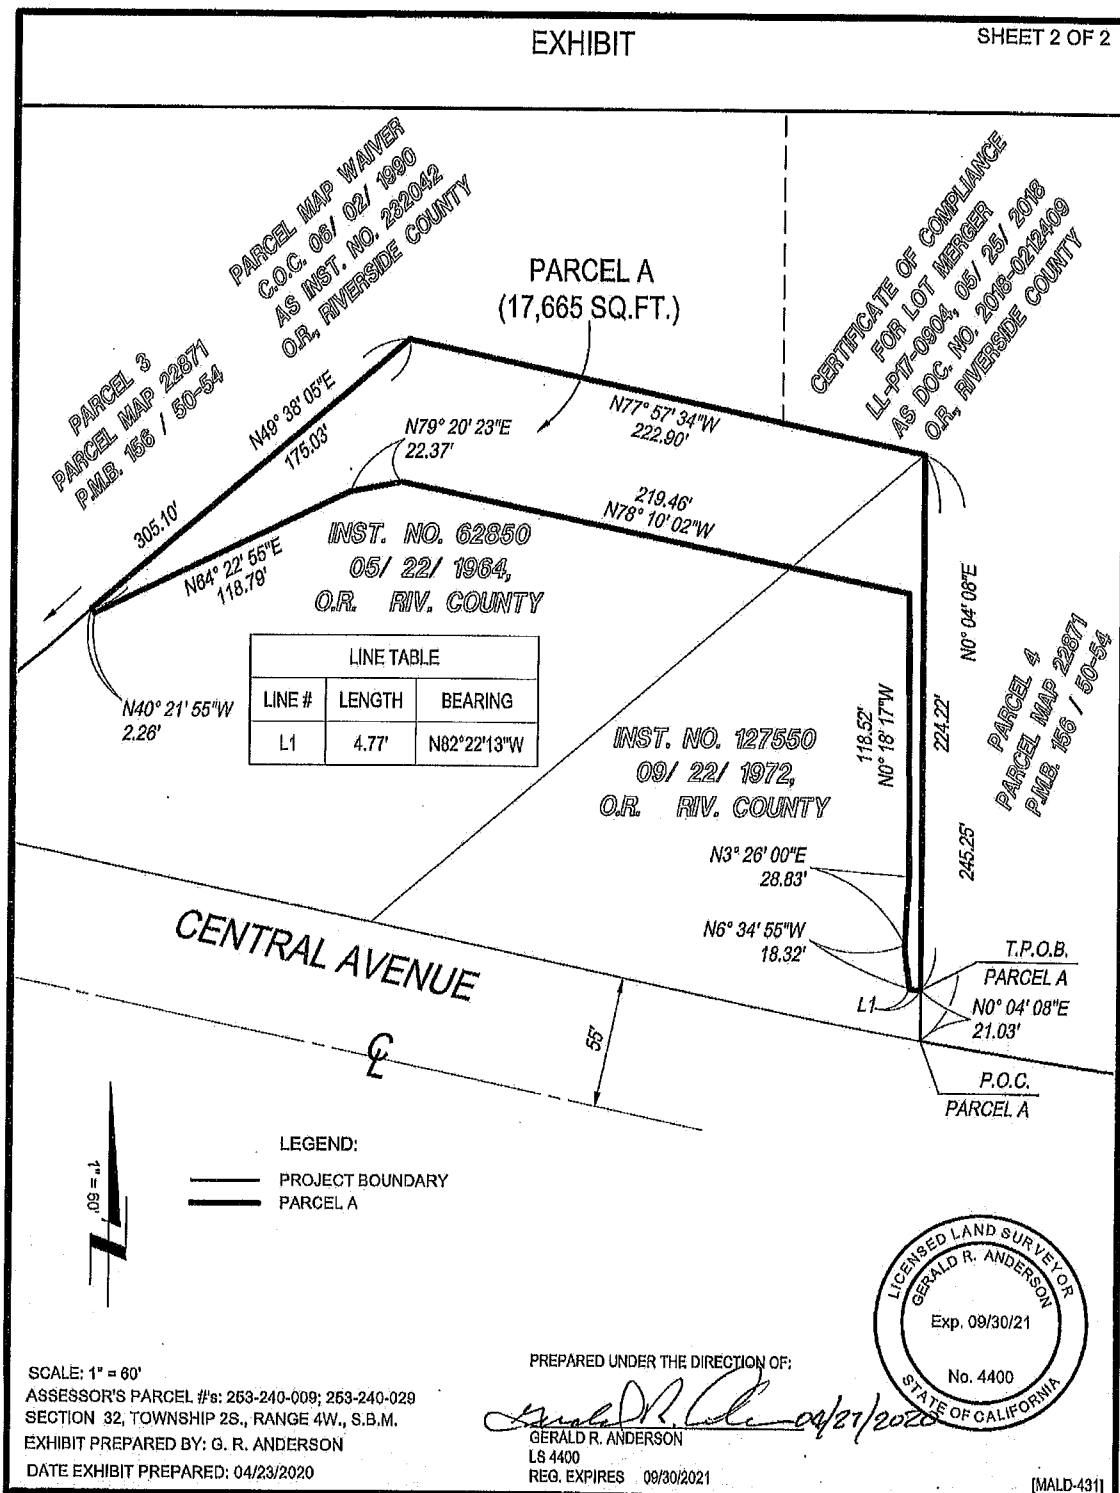 EXHIBIT
SHEET 2 OF 2
PARCEL MAP WAIVER
C.O.C. 06/ 02/ 1990
AS INST. NO. 232042
O.R., RIVERSIDE COUNTY
PARCEL A
(17,665 SQ.FT.)
CERTIFICATE OF COMPLIANCE
FOR LOT MERGER
LL-P17-0904, 05/ 25/ 2018
AS DOC. NO. 2018-0212409
O.R., RIVERSIDE COUNTY
PARCEL 3
PARCEL MAP 22871
P.M.B. 156 / 50-54
N49° 38' 05"E
175.03'
305.10'
N79° 20' 23"E
22.37'
N77° 57' 34"W
222.90'
219.46'
N78° 10' 02"W
N64° 22' 55"E
118.79'
INST. NO. 62850
05/ 22/ 1964,
O.R. RIV. COUNTY
N40° 21' 55"W
2.26'
LINE TABLE
LINE # LENGTH BEARING
L1 4.77' N82°22'13"W
INST. NO. 127550
09/ 22/ 1972,
O.R. RIV. COUNTY
118.52'
N0° 18' 17"W
N0° 04' 08"E
224.22'
245.25'
PARCEL 4
PARCEL MAP 22871
P.M.B. 156 / 50-54
N3° 26' 00"E
28.83'
N6° 34' 55"W
18.32'
L1
T.P.O.B.
PARCEL A
N0° 04' 08"E
21.03'
P.O.C.
PARCEL A
CENTRAL AVENUE
CL
55'
1" = 60'
LEGEND:
PROJECT BOUNDARY
PARCEL A
LICENSED LAND SURVEYOR
GERALD R. ANDERSON
Exp. 09/30/21
No. 4400
STATE OF CALIFORNIA
SCALE: 1" = 60'
ASSESSOR'S PARCEL #'s: 253-240-009; 253-240-029
SECTION 32, TOWNSHIP 2S., RANGE 4W., S.B.M.
EXHIBIT PREPARED BY: G. R. ANDERSON
DATE EXHIBIT PREPARED: 04/23/2020
PREPARED UNDER THE DIRECTION OF:
04/27/2020
GERALD R. ANDERSON
LS 4400
REG. EXPIRES 09/30/2021
[MALD-431]